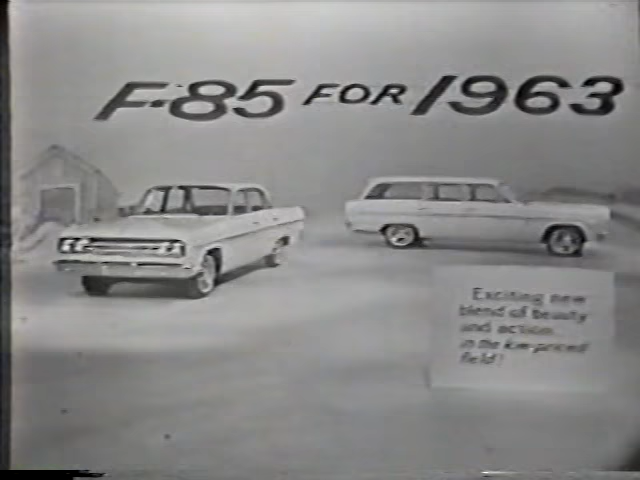 F-85 FOR 1963
Exciting new
blend of beauty
and action...
in the low-priced
field!